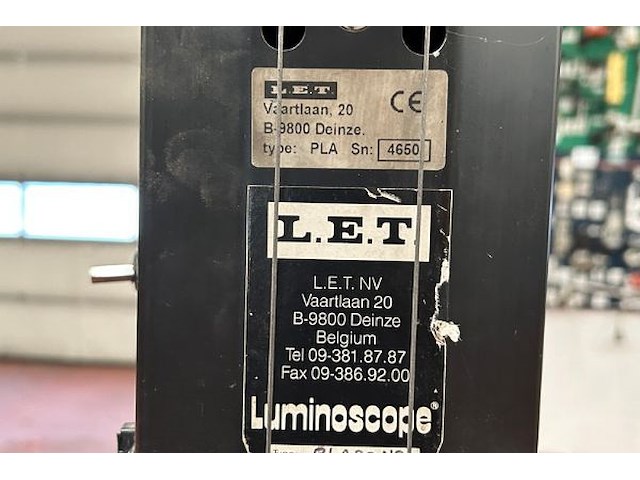 L.E.T.
Vaartlaan, 20
B-9800 Deinze.
type: PLA Sn: 4650
CE
L.E.T.
L.E.T. NV
Vaartlaan 20
B-9800 Deinze
Belgium
Tel 09-381.87.87
Fax 09-386.92.00
Luminoscope®